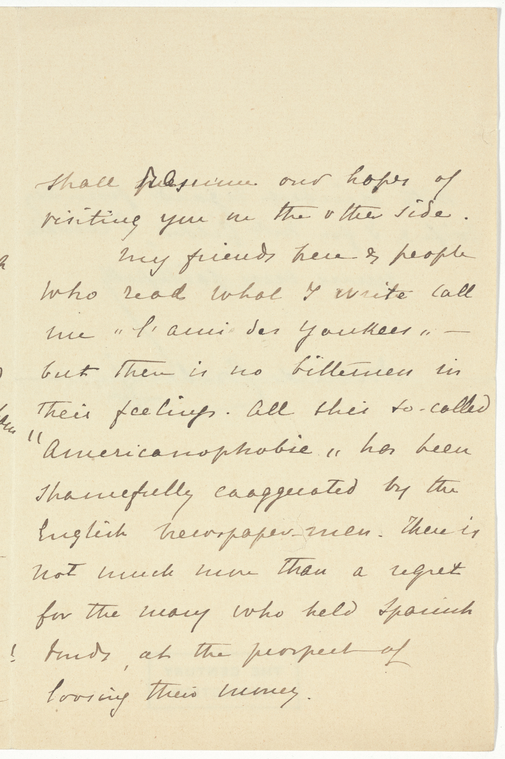 shall resume our hopes of
visiting you on the other side.
My friends here & people
who read what I write call
me "l'ami des Yankees" —
but there is no bitterness in
their feelings. All this so-called
"Americanophobie" has been
shamefully exaggerated by the
English newspaper-men. There is
not much more than a regret
for the many who held Spanish
funds, at the prospect of
loosing their money.